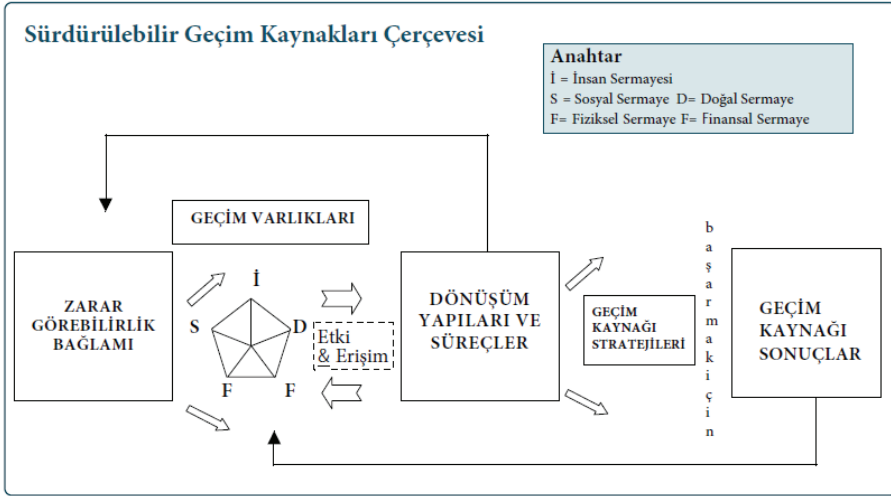 Sürdürülebilir Geçim Kaynakları Çerçevesi
Anahtar
İ = İnsan Sermayesi
S = Sosyal Sermaye D= Doğal Sermaye
F= Fiziksel Sermaye F= Finansal Sermaye
GEÇİM VARLIKLARI
ZARAR
GÖREBİLİRLİK
BAĞLAMI
İ
S
D
F
F
Etki
& Erişim
DÖNÜŞÜM
YAPILARI VE
SÜREÇLER
GEÇİM
KAYNAĞI
STRATEJİLERİ
başarmakiçin
GEÇİM
KAYNAĞI
SONUÇLAR